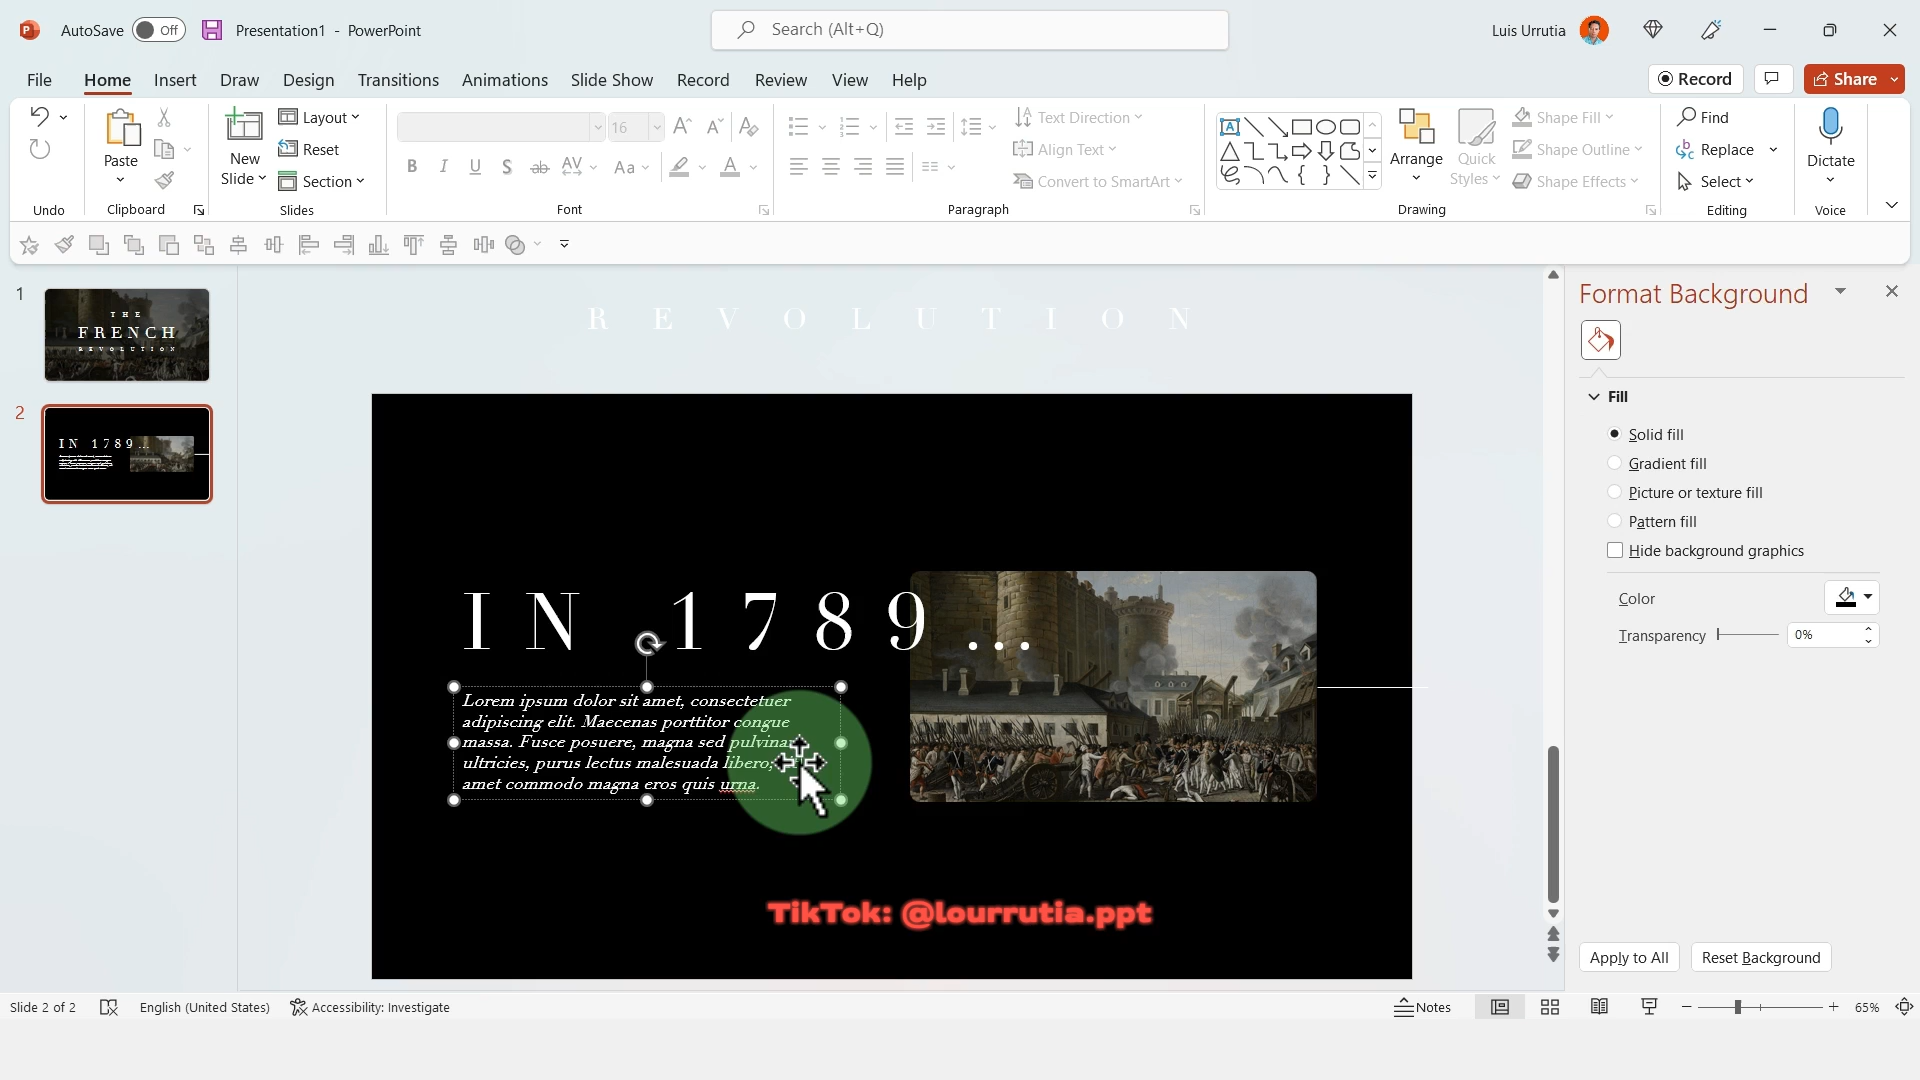 AutoSave Off Presentation1 - PowerPoint Search (Alt+Q) Luis Urrutia
File Home Insert Draw Design Transitions Animations Slide Show Record Review View Help Record Share
Paste
New
Slide
Layout
Reset
Section
16
Aa
Text Direction
Align Text
Convert to SmartArt
Arrange
Quick
Styles
Shape Fill
Shape Outline
Shape Effects
Find
Replace
Select
Dictate
Undo Clipboard Slides Font Paragraph Drawing Editing Voice
1
THE
FRENCH
REVOLUTION
2
IN 1789...
REVOLUTION
IN 1789...
Lorem ipsum dolor sit amet, consectetuer
adipiscing elit. Maecenas porttitor congue
massa. Fusce posuere, magna sed pulvinar
ultricies, purus lectus malesuada libero,
amet commodo magna eros quis urna.
TikTok: @lourrutia.ppt
Format Background
Fill
Solid fill
Gradient fill
Picture or texture fill
Pattern fill
Hide background graphics
Color
Transparency 0%
Apply to All Reset Background
Slide 2 of 2 English (United States) Accessibility: Investigate Notes 65%